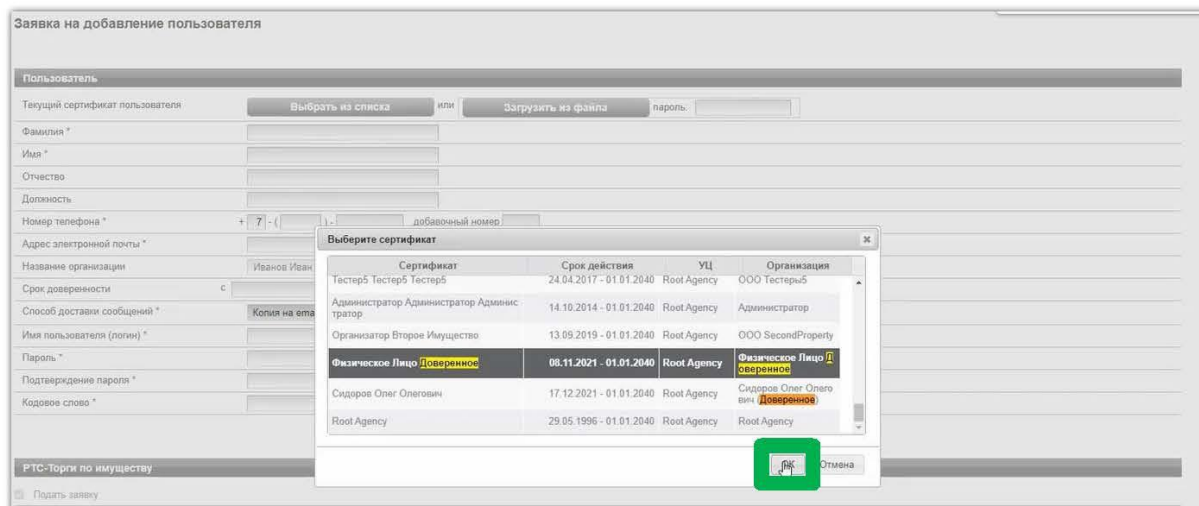 Заявка на добавление пользователя
Пользователь
Текущий сертификат пользователя Выбрать из списка или Загрузить из файла пароль:
Фамилия *
Имя *
Отчество
Должность
Номер телефона * + 7 - ( ) - добавочный номер
Адрес электронной почты *
Название организации Иванов Иван
Срок доверенности с
Способ доставки сообщений * Копия на ema
Имя пользователя (логин) *
Пароль *
Подтверждение пароля *
Кодовое слово *
РТС-Торги по имуществу
Подать заявку
Выберите сертификат
Сертификат Срок действия УЦ Организация
Тестер5 Тестер5 Тестер5 24.04.2017 - 01.01.2040 Root Agency ООО Тестеры5
Администратор Администратор Админис
тратор 14.10.2014 - 01.01.2040 Root Agency Администратор
Организатор Второе Имущество 13.09.2019 - 01.01.2040 Root Agency ООО SecondProperty
Физическое Лицо Доверенное 08.11.2021 - 01.01.2040 Root Agency Физическое Лицо Д
оверенное
Сидоров Олег Олегович 17.12.2021 - 01.01.2040 Root Agency Сидоров Олег Олего
вич (Доверенное)
Root Agency 29.05.1996 - 01.01.2040 Root Agency Root Agency
ОК Отмена